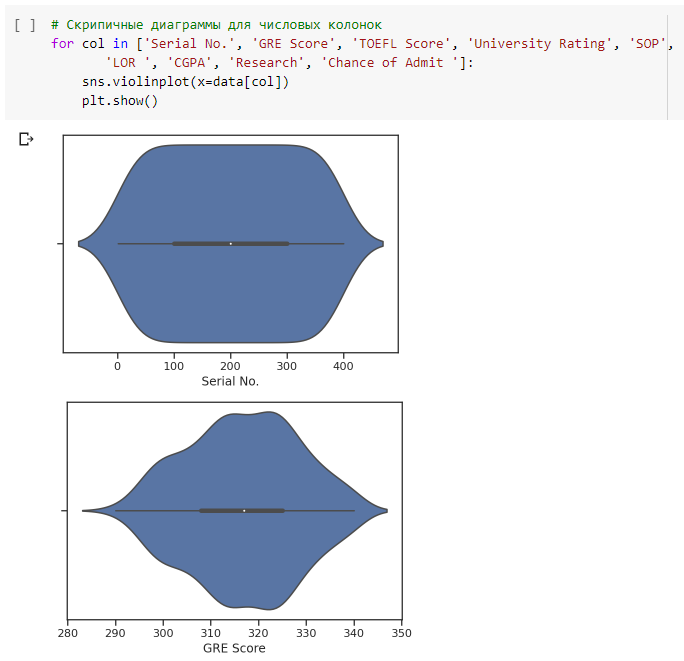 [ ] # Скрипичные диаграммы для числовых колонок
for col in ['Serial No.', 'GRE Score', 'TOEFL Score', 'University Rating', 'SOP',
'LOR ', 'CGPA', 'Research', 'Chance of Admit ']:
sns.violinplot(x=data[col])
plt.show()
0 100 200 300 400
Serial No.
280 290 300 310 320 330 340 350
GRE Score